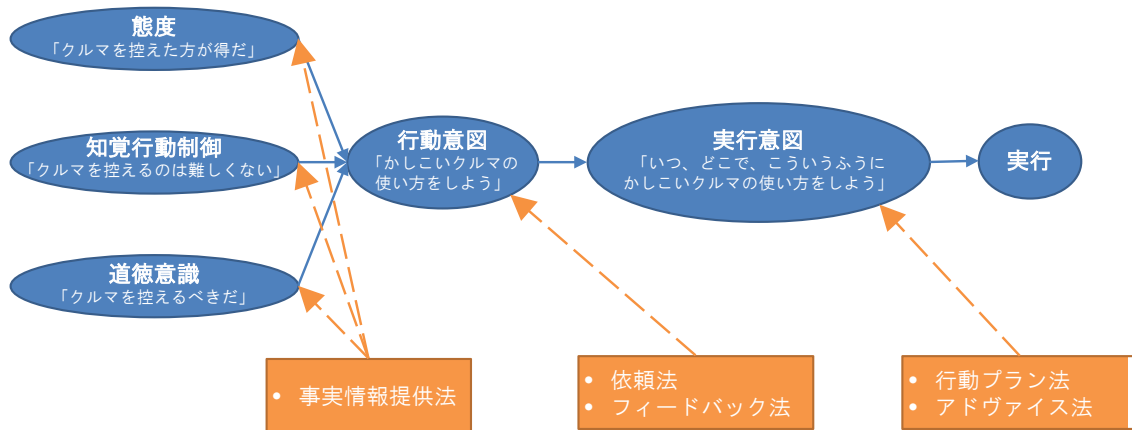 態度
「クルマを控えた方が得だ」
知覚行動制御
「クルマを控えるのは難しくない」
道徳意識
「クルマを控えるべきだ」
行動意図
「かしこいクルマの
使い方をしよう」
実行意図
「いつ、どこで、こういうふうに
かしこいクルマの使い方をしよう」
実行
• 事実情報提供法
• 依頼法
• フィードバック法
• 行動プラン法
• アドヴァイス法